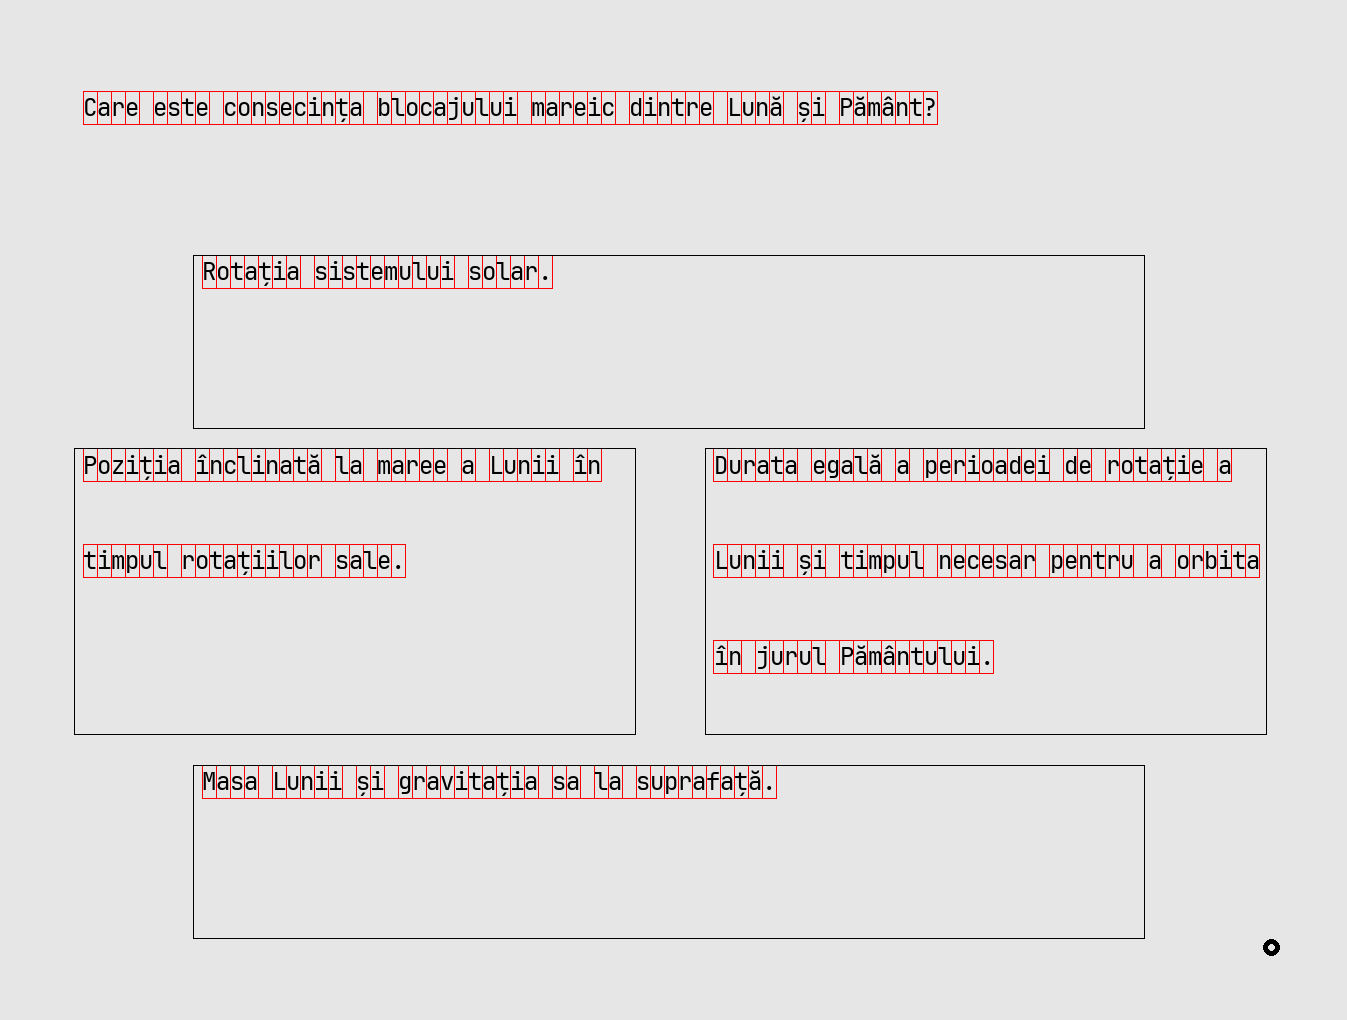 Care este consecința blocajului mareic dintre Lună și Pământ?
Rotația sistemului solar.
Poziția înclinată la maree a Lunii în
timpul rotațiilor sale.
Durata egală a perioadei de rotație a
Lunii și timpul necesar pentru a orbita
în jurul Pământului.
Masa Lunii și gravitația sa la suprafață.